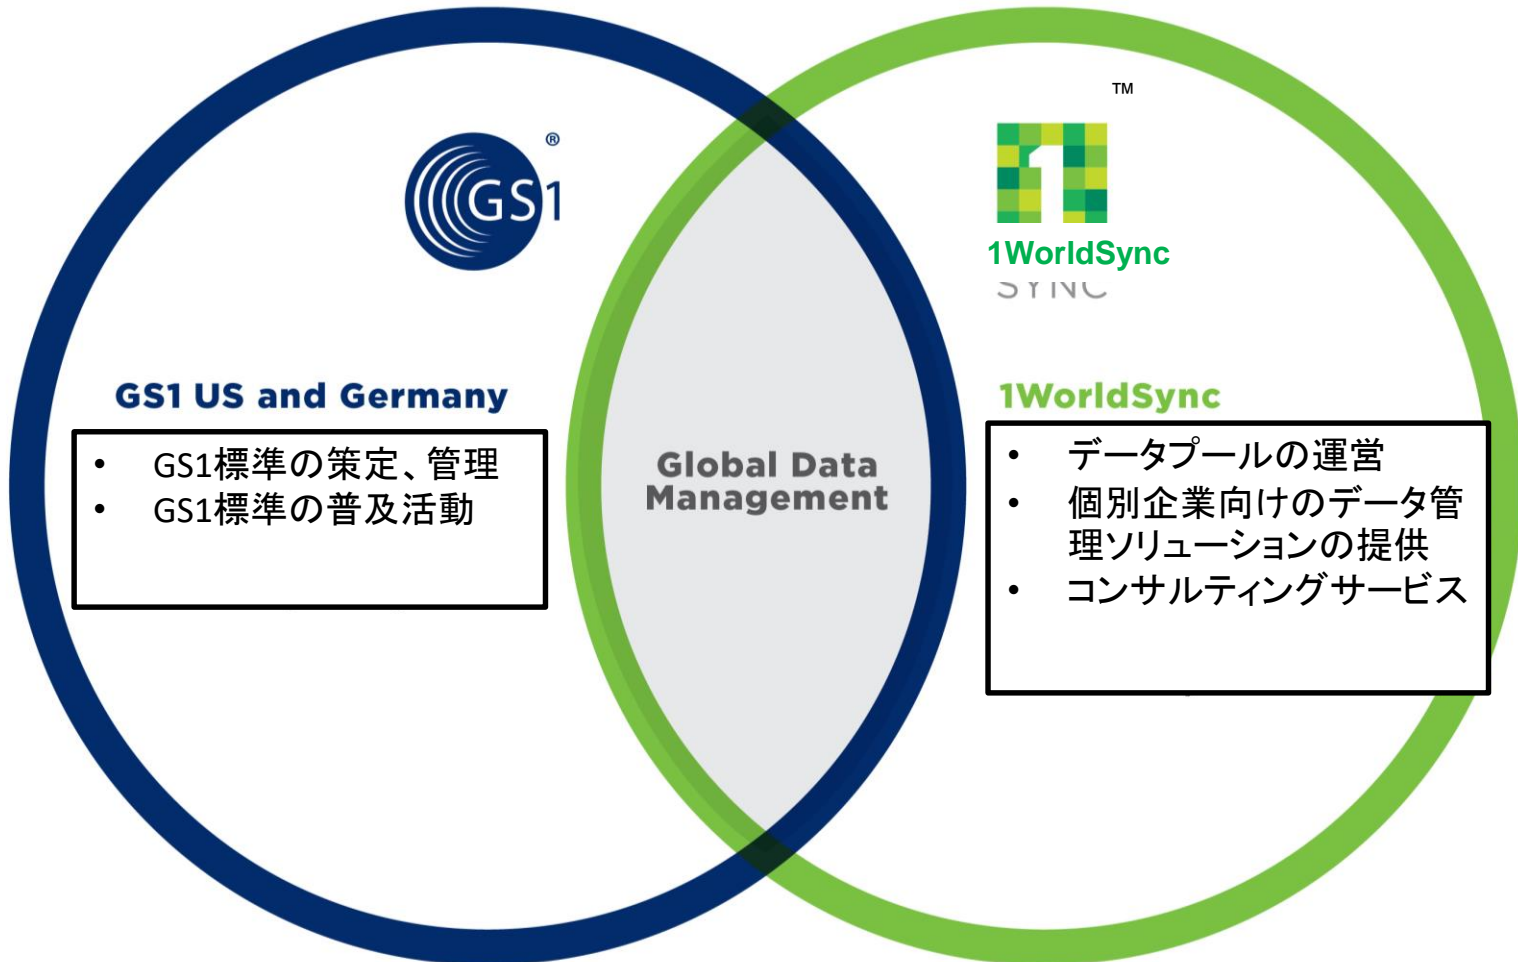 ®
GS1
GS1 US and Germany
• GS1標準の策定、管理
• GS1標準の普及活動
Global Data
Management
TM
1
1WorldSync
SYNC
1WorldSync
• データプールの運営
• 個別企業向けのデータ管
理ソリューションの提供
• コンサルティングサービス